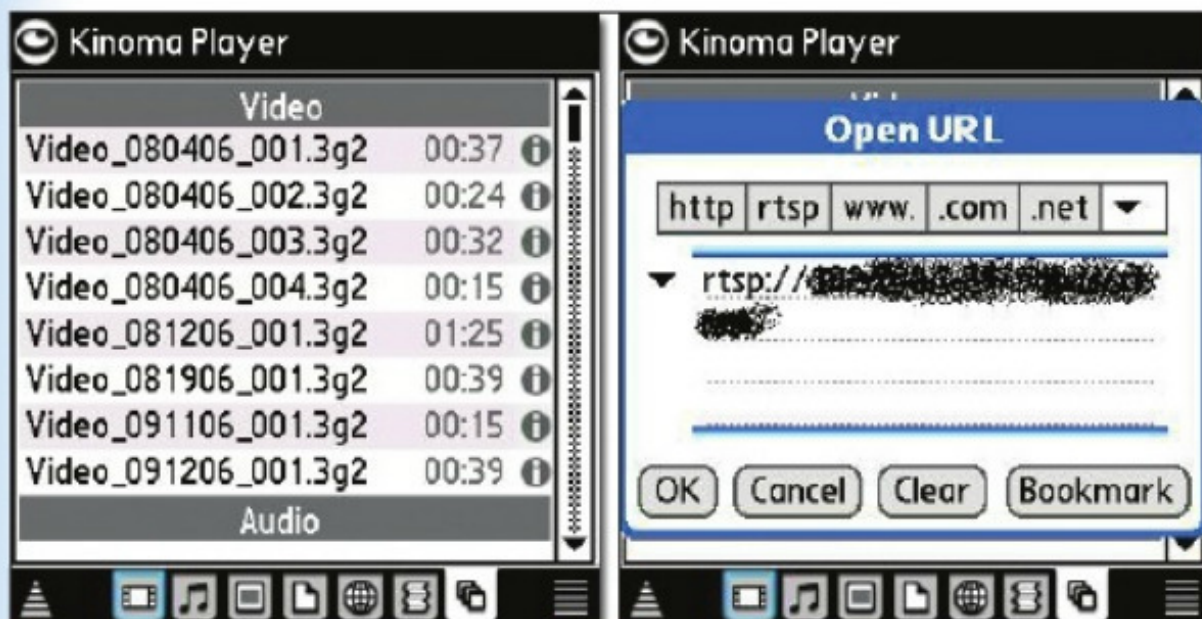 Kinoma Player
Video
Video_080406_001.3g2 00:37
Video_080406_002.3g2 00:24
Video_080406_003.3g2 00:32
Video_080406_004.3g2 00:15
Video_081206_001.3g2 01:25
Video_081906_001.3g2 00:39
Video_091106_001.3g2 00:15
Video_091206_001.3g2 00:39
Audio
Kinoma Player
Open URL
http rtsp www. .com .net
rtsp://
OK Cancel Clear Bookmark